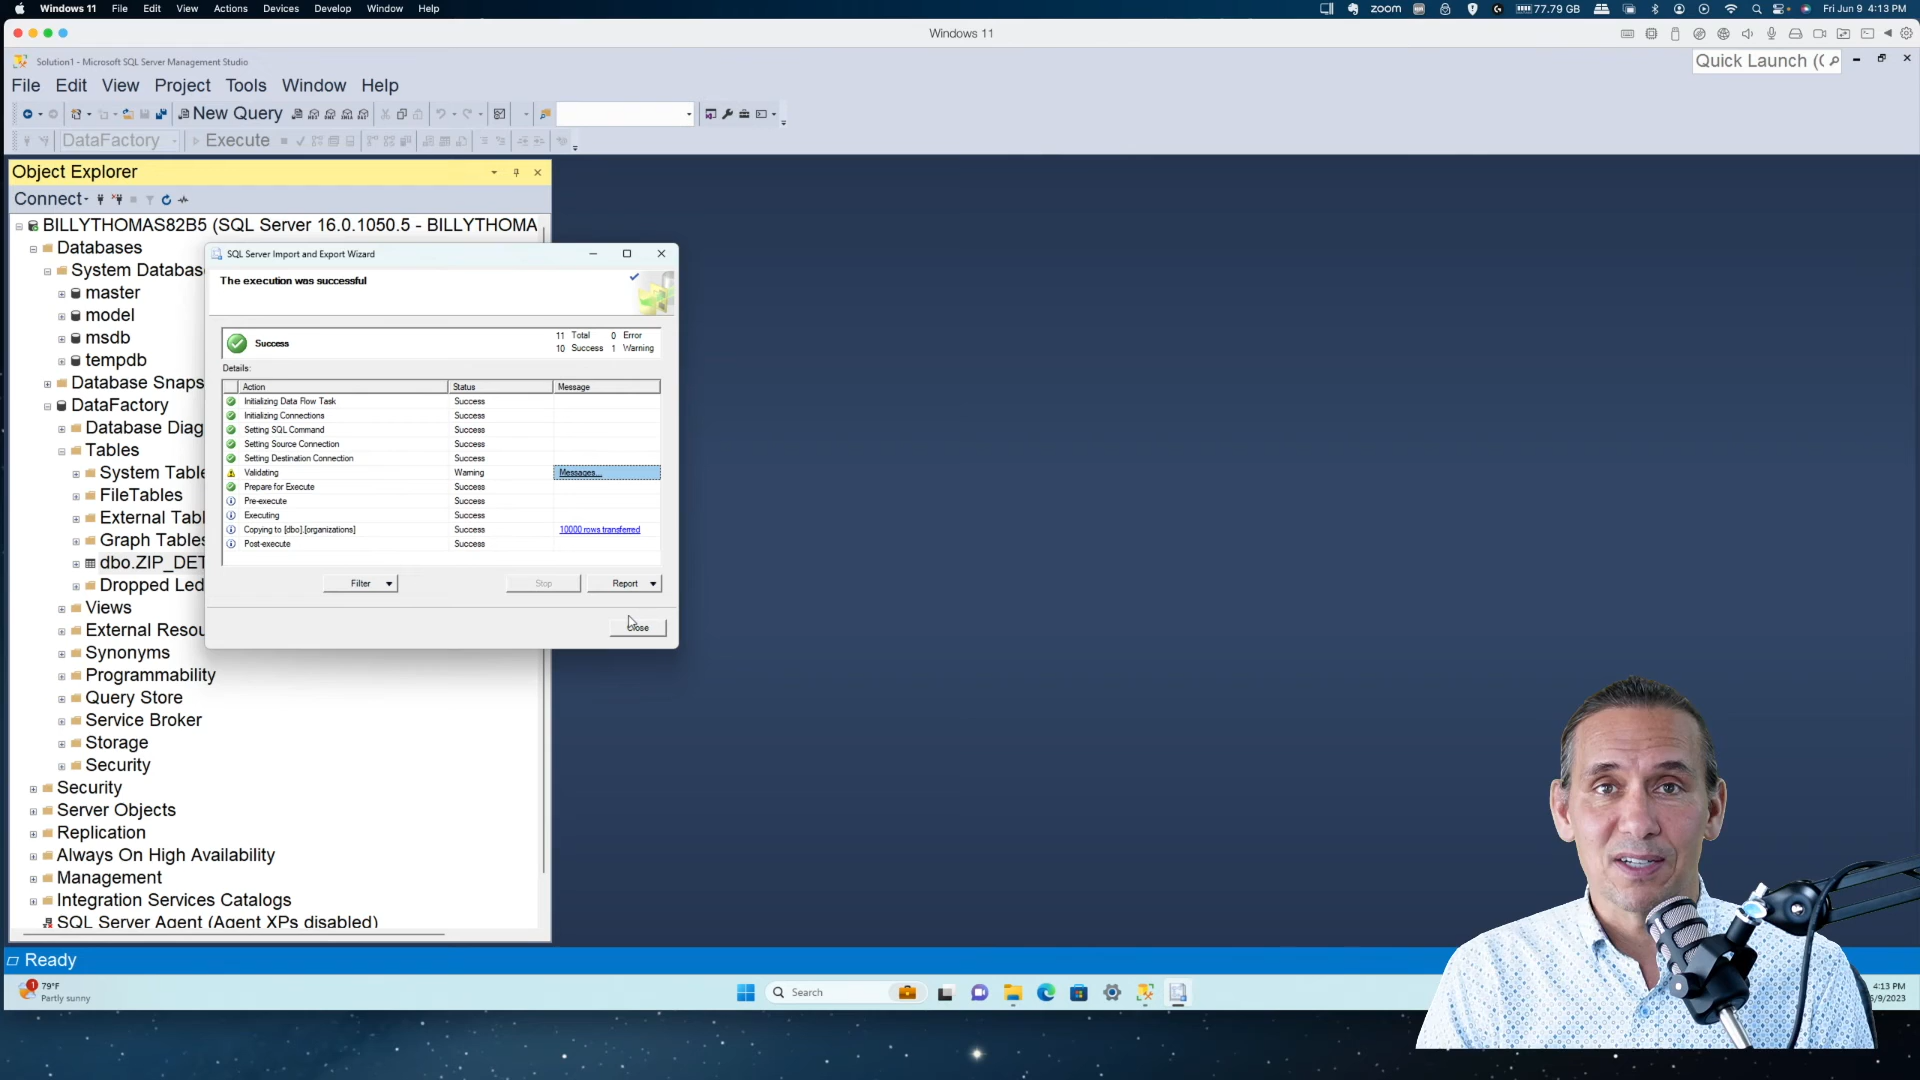 Windows 11 File Edit View Actions Devices Develop Window Help zoom 77.79 GB Fri Jun 9 4:13 PM
Windows 11
Solution1 - Microsoft SQL Server Management Studio
Quick Launch (
File Edit View Project Tools Window Help
New Query
DataFactory Execute
Object Explorer
Connect
BILLYTHOMAS82B5 (SQL Server 16.0.1050.5 - BILLYTHOMA
Databases
System Databas
master
model
msdb
tempdb
Database Snaps
DataFactory
Database Diag
Tables
System Table
FileTables
External Tabl
Graph Tables
dbo.ZIP_DET
Dropped Led
Views
External Resou
Synonyms
Programmability
Query Store
Service Broker
Storage
Security
Security
Server Objects
Replication
Always On High Availability
Management
Integration Services Catalogs
SQL Server Agent (Agent XPs disabled)
SQL Server Import and Export Wizard
The execution was successful
Success
11 Total 0 Error
10 Success 1 Warning
Details:
Action Status Message
Initializing Data Flow Task Success
Initializing Connections Success
Setting SQL Command Success
Setting Source Connection Success
Setting Destination Connection Success
Validating Warning Messages...
Prepare for Execute Success
Pre-execute Success
Executing Success
Copying to [dbo].[organizations] Success 10000 rows transferred
Post-execute Success
Filter Stop Report
Close
Ready
1 79°F
Partly sunny
Search
4:13 PM
6/9/2023